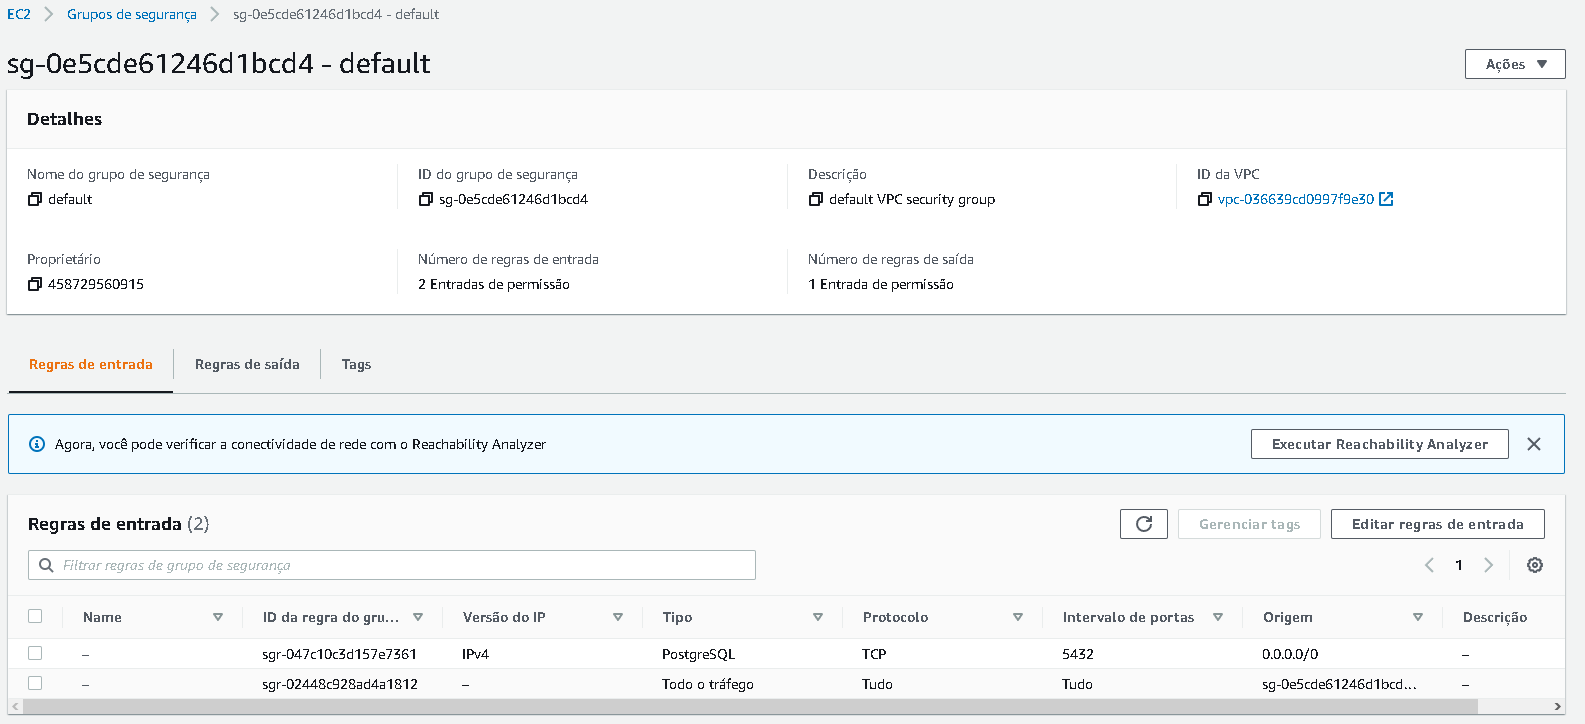 EC2 > Grupos de segurança > sg-0e5cde61246d1bcd4 - default
sg-0e5cde61246d1bcd4 - default
Ações
Detalhes
Nome do grupo de segurança
default
ID do grupo de segurança
sg-0e5cde61246d1bcd4
Descrição
default VPC security group
ID da VPC
vpc-036639cd0997f9e30
Proprietário
458729560915
Número de regras de entrada
2 Entradas de permissão
Número de regras de saída
1 Entrada de permissão
Regras de entrada Regras de saída Tags
Agora, você pode verificar a conectividade de rede com o Reachability Analyzer
Executar Reachability Analyzer
Regras de entrada (2)
Gerenciar tags
Editar regras de entrada
Filtrar regras de grupo de segurança
1
Name ID da regra do gru... Versão do IP Tipo Protocolo Intervalo de portas Origem Descrição
– sgr-047c10c3d157e7361 IPv4 PostgreSQL TCP 5432 0.0.0.0/0 –
– sgr-02448c928ad4a1812 – Todo o tráfego Tudo Tudo sg-0e5cde61246d1bcd... –